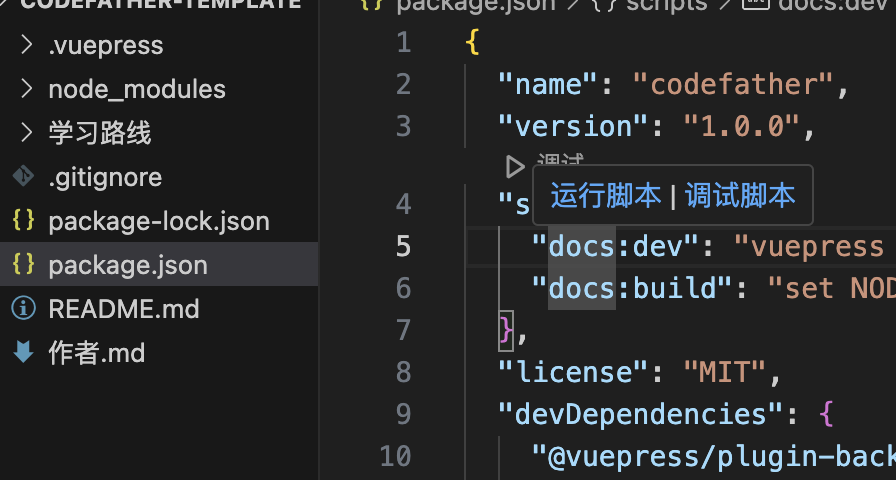 CODEFATHER-TEMPLATE
.vuepress
node_modules
学习路线
.gitignore
package-lock.json
package.json
README.md
作者.md
{} package.json > {} scripts > docs:dev
1 {
2 "name": "codefather",
3 "version": "1.0.0",
调试
运行脚本 | 调试脚本
4 "s
5 "docs:dev": "vuepress
6 "docs:build": "set NOD
7 },
8 "license": "MIT",
9 "devDependencies": {
10 "@vuepress/plugin-back